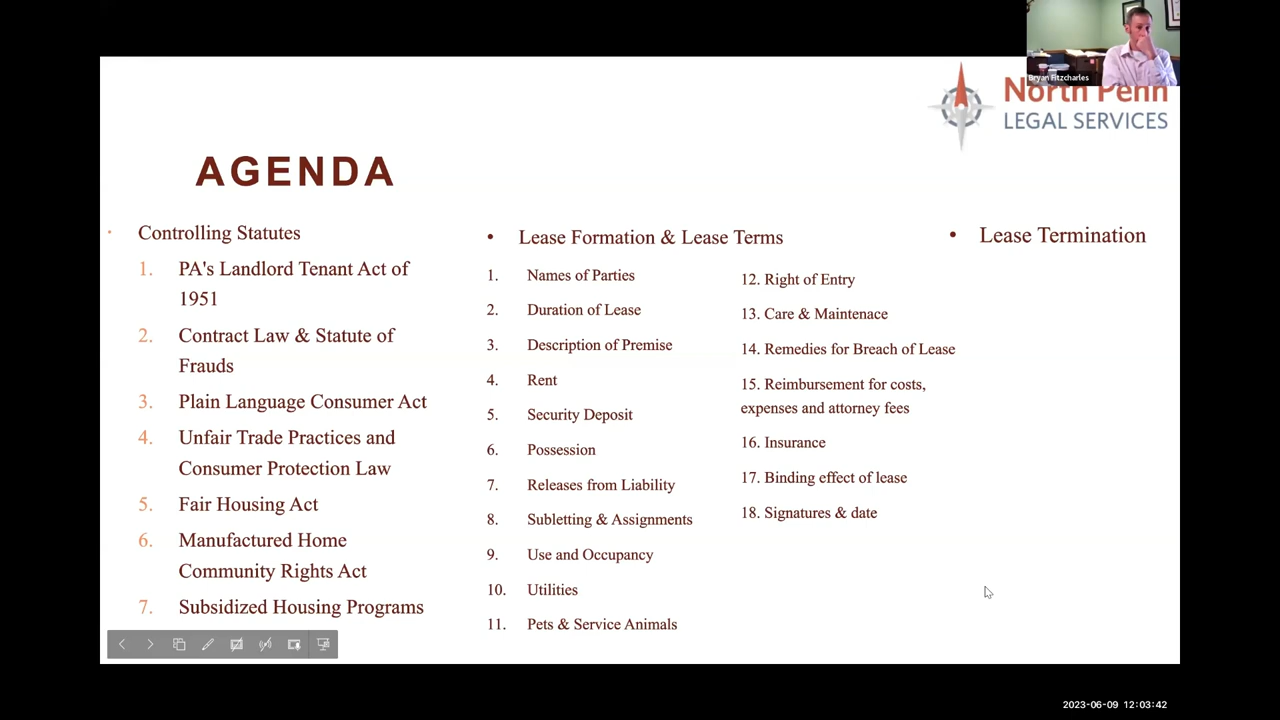 Bryan Fitzcharles
North Penn
LEGAL SERVICES
AGENDA
• Controlling Statutes
1. PA's Landlord Tenant Act of
1951
2. Contract Law & Statute of
Frauds
3. Plain Language Consumer Act
4. Unfair Trade Practices and
Consumer Protection Law
5. Fair Housing Act
6. Manufactured Home
Community Rights Act
7. Subsidized Housing Programs
• Lease Formation & Lease Terms
1. Names of Parties
2. Duration of Lease
3. Description of Premise
4. Rent
5. Security Deposit
6. Possession
7. Releases from Liability
8. Subletting & Assignments
9. Use and Occupancy
10. Utilities
11. Pets & Service Animals
12. Right of Entry
13. Care & Maintenace
14. Remedies for Breach of Lease
15. Reimbursement for costs,
expenses and attorney fees
16. Insurance
17. Binding effect of lease
18. Signatures & date
• Lease Termination
2023-06-09 12:03:42